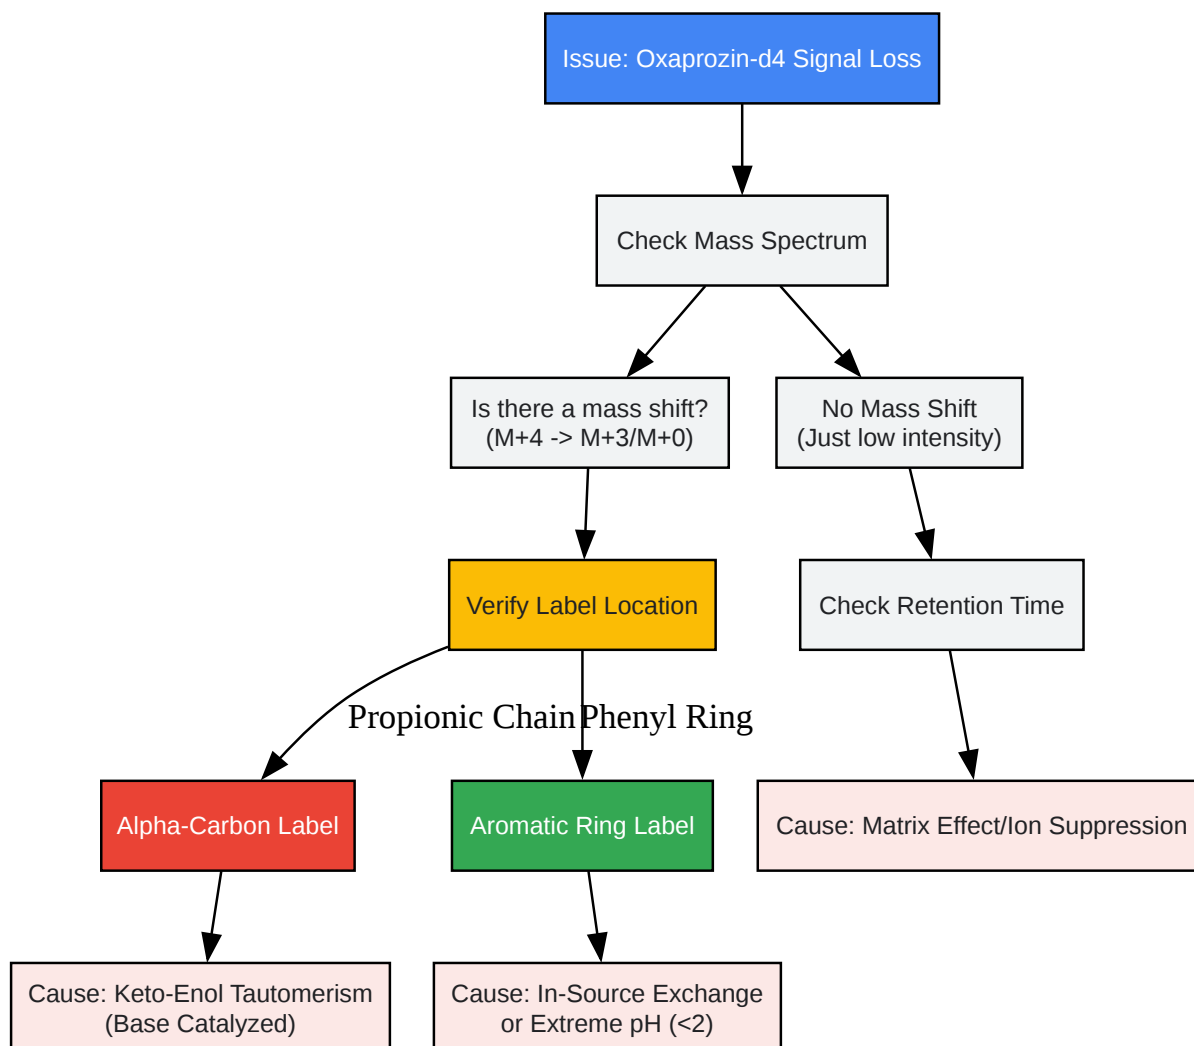 Issue: Oxaprozin-d4 Signal Loss
Check Mass Spectrum
Is there a mass shift?
(M+4 -> M+3/M+0)
No Mass Shift
(Just low intensity)
Verify Label Location
Check Retention Time
Propionic Chain
Phenyl Ring
Alpha-Carbon Label
Aromatic Ring Label
Cause: Matrix Effect/Ion Suppression
Cause: Keto-Enol Tautomerism
(Base Catalyzed)
Cause: In-Source Exchange
or Extreme pH (<2)